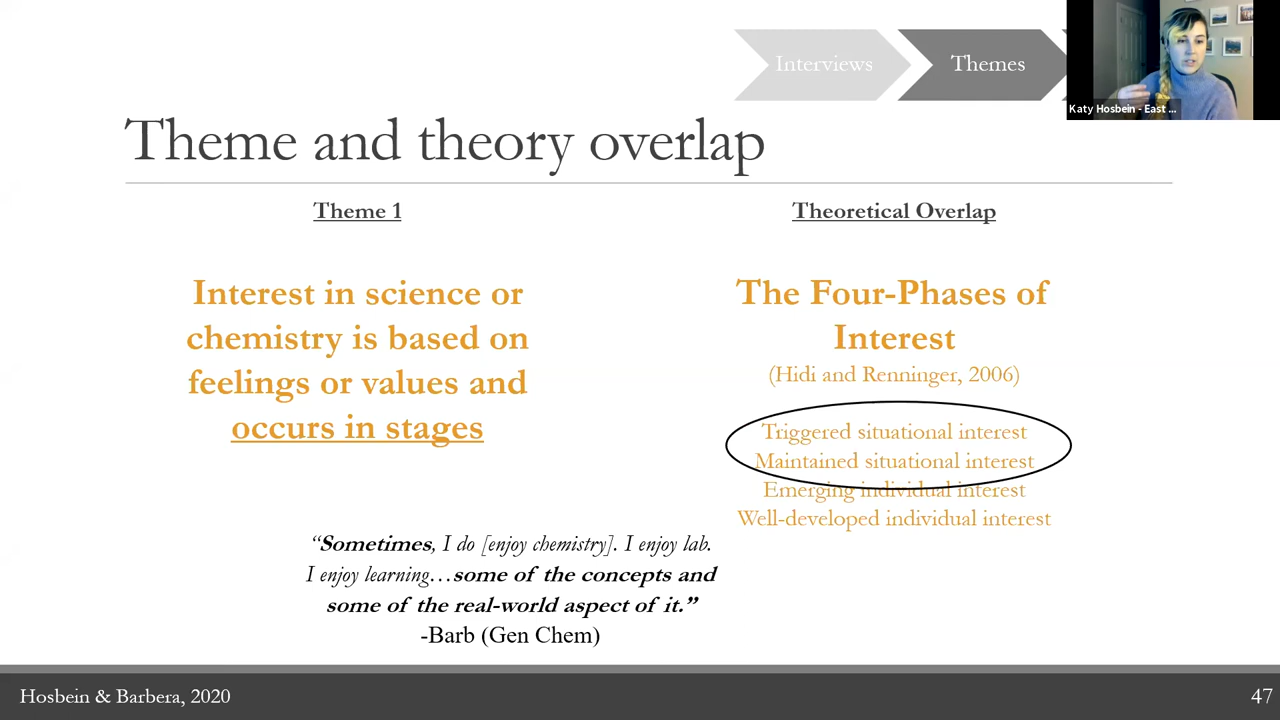 Interviews
Themes
Katy Hosbein - East ...
Theme and theory overlap
Theme 1
Interest in science or
chemistry is based on
feelings or values and
occurs in stages
Theoretical Overlap
The Four-Phases of
Interest
(Hidi and Renninger, 2006)
Triggered situational interest
Maintained situational interest
Emerging individual interest
Well-developed individual interest
“Sometimes, I do [enjoy chemistry]. I enjoy lab.
I enjoy learning…some of the concepts and
some of the real-world aspect of it.”
-Barb (Gen Chem)
Hosbein & Barbera, 2020
47